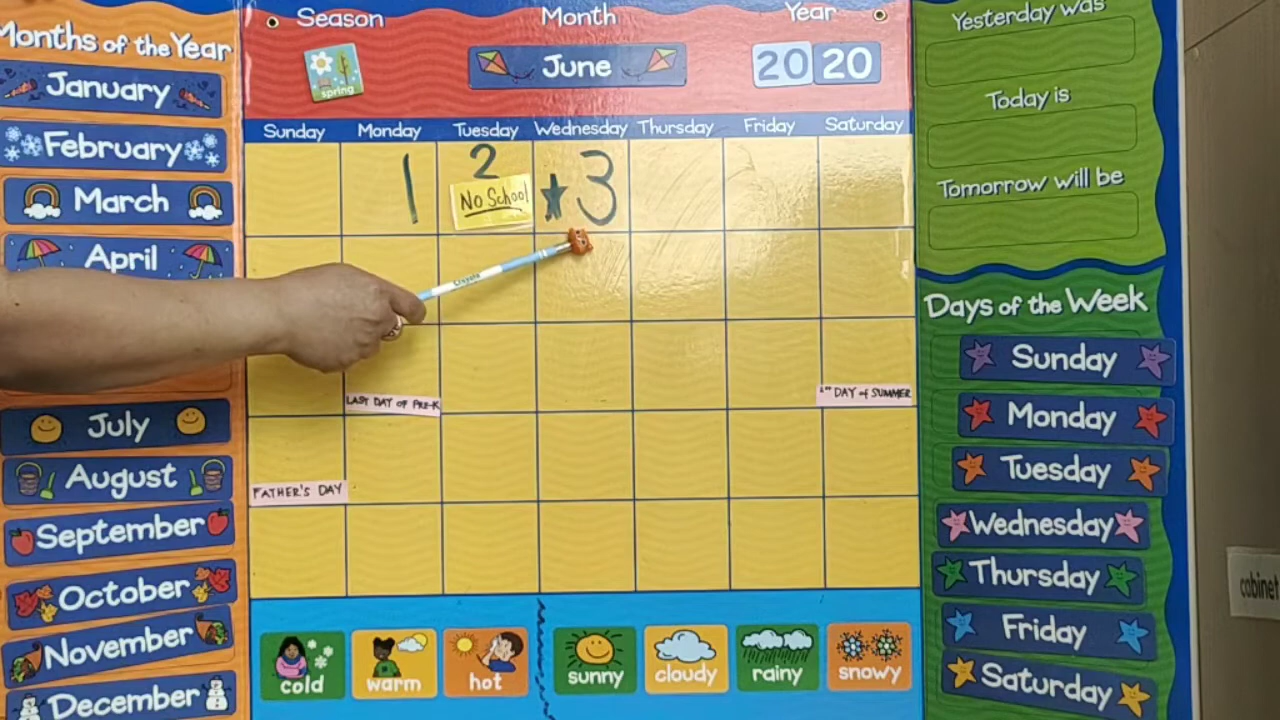 Months of the Year
January
February
March
April
July
August
September
October
November
December
Season
Month
Year
spring
June
20 20
Sunday Monday Tuesday Wednesday Thursday Friday Saturday
1 2 3
No School
Crayola
LAST DAY OF PRE-K
DAY of SUMMER
FATHER'S DAY
cold
warm
hot
sunny
cloudy
rainy
snowy
Yesterday was
Today is
Tomorrow will be
Days of the Week
Sunday
Monday
Tuesday
Wednesday
Thursday
Friday
Saturday
cabinet